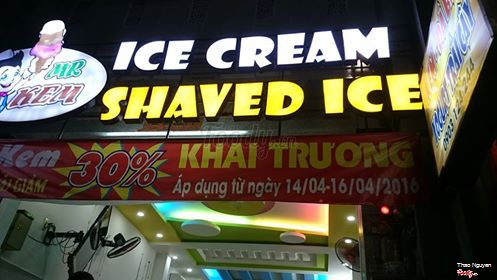 MR
KEM
ICE CREAM
SHAVED ICE
Kem 30% KHAI TRƯƠNG
GIẢM
Áp dụng từ ngày 14/04-16/04/2016
Thao Nguyen